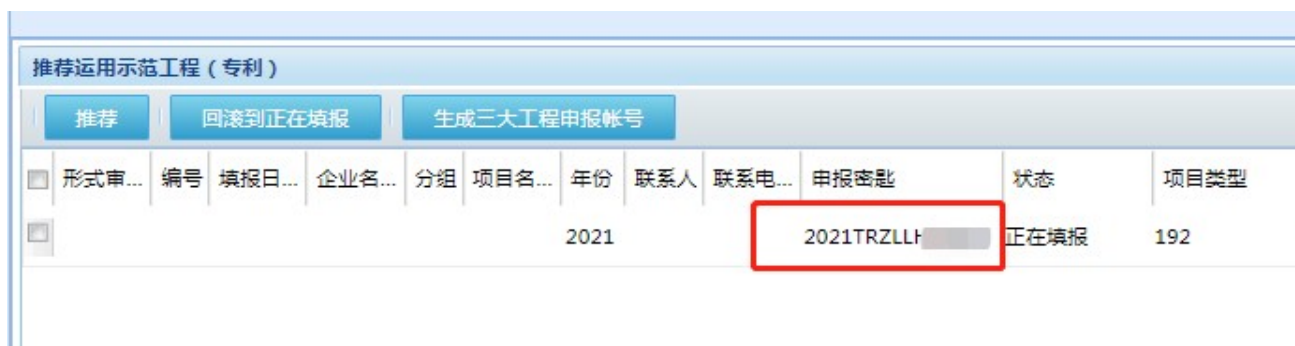 推荐运用示范工程(专利)
推荐 回滚到正在填报 生成三大工程申报帐号
形式审... 编号 填报日... 企业名... 分组 项目名... 年份 联系人 联系电... 申报密匙 状态 项目类型
2021 2021TRZLLH 正在填报 192